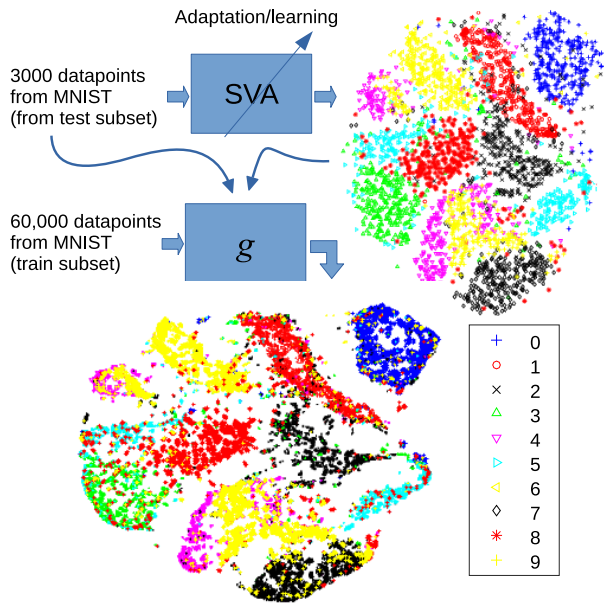 Adaptation/learning
3000 datapoints
from MNIST
(from test subset)
SVA
60,000 datapoints
from MNIST
(train subset)
g
0
1
2
3
4
5
6
7
8
9